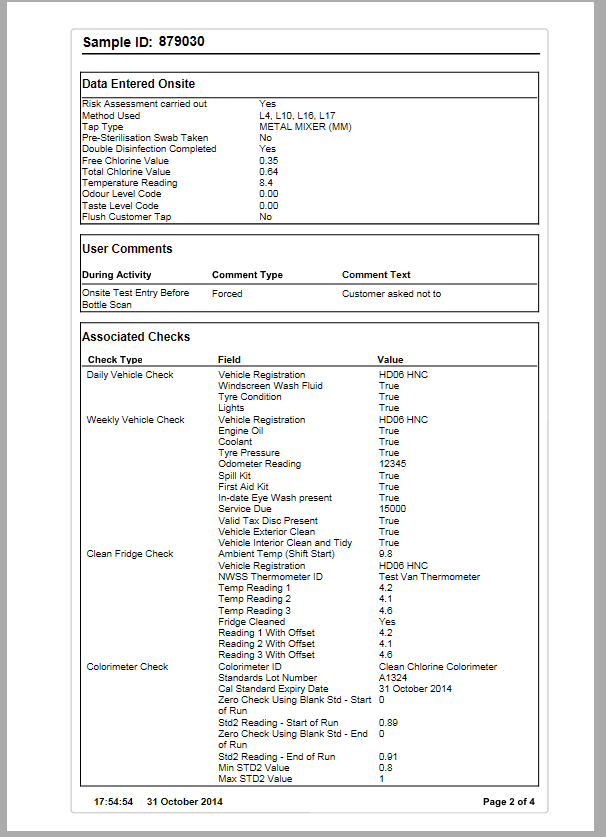 Sample ID: 879030
Data Entered Onsite
Risk Assessment carried out Yes
Method Used L4, L10, L16, L17
Tap Type METAL MIXER (MM)
Pre-Sterilisation Swab Taken No
Double Disinfection Completed Yes
Free Chlorine Value 0.35
Total Chlorine Value 0.64
Temperature Reading 8.4
Odour Level Code 0.00
Taste Level Code 0.00
Flush Customer Tap No
User Comments
During Activity Comment Type Comment Text
Onsite Test Entry Before Forced Customer asked not to
Bottle Scan
Associated Checks
Check Type Field Value
Daily Vehicle Check Vehicle Registration HD06 HNC
Windscreen Wash Fluid True
Tyre Condition True
Lights True
Weekly Vehicle Check Vehicle Registration HD06 HNC
Engine Oil True
Coolant True
Tyre Pressure True
Odometer Reading 12345
Spill Kit True
First Aid Kit True
In-date Eye Wash present True
Service Due 15000
Valid Tax Disc Present True
Vehicle Exterior Clean True
Vehicle Interior Clean and Tidy True
Clean Fridge Check Ambient Temp (Shift Start) 9.8
Vehicle Registration HD06 HNC
NWSS Thermometer ID Test Van Thermometer
Temp Reading 1 4.2
Temp Reading 2 4.1
Temp Reading 3 4.6
Fridge Cleaned Yes
Reading 1 With Offset 4.2
Reading 2 With Offset 4.1
Reading 3 With Offset 4.6
Colorimeter Check Colorimeter ID Clean Chlorine Colorimeter
Standards Lot Number A1324
Cal Standard Expiry Date 31 October 2014
Zero Check Using Blank Std - Start 0
of Run
Std2 Reading - Start of Run 0.89
Zero Check Using Blank Std - End 0
of Run
Std2 Reading - End of Run 0.91
Min STD2 Value 0.8
Max STD2 Value 1
17:54:54 31 October 2014 Page 2 of 4